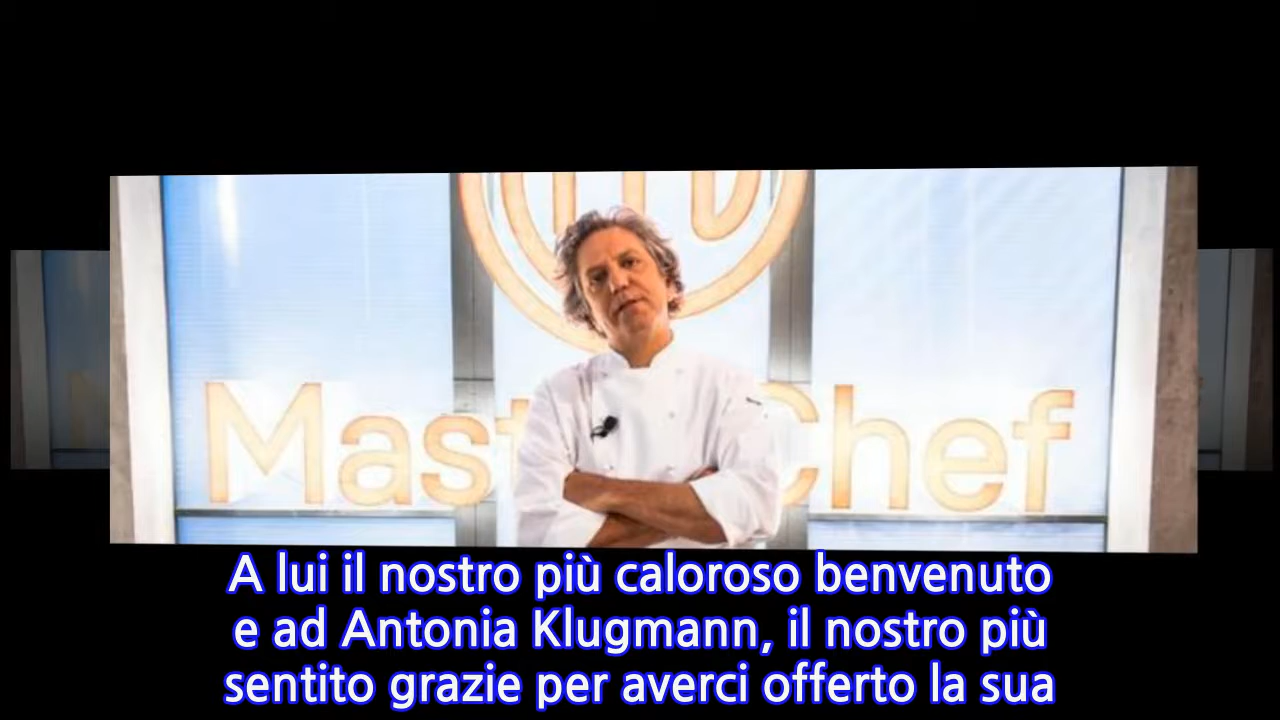 MasterChef
A lui il nostro più caloroso benvenuto
e ad Antonia Klugmann, il nostro più
sentito grazie per averci offerto la sua